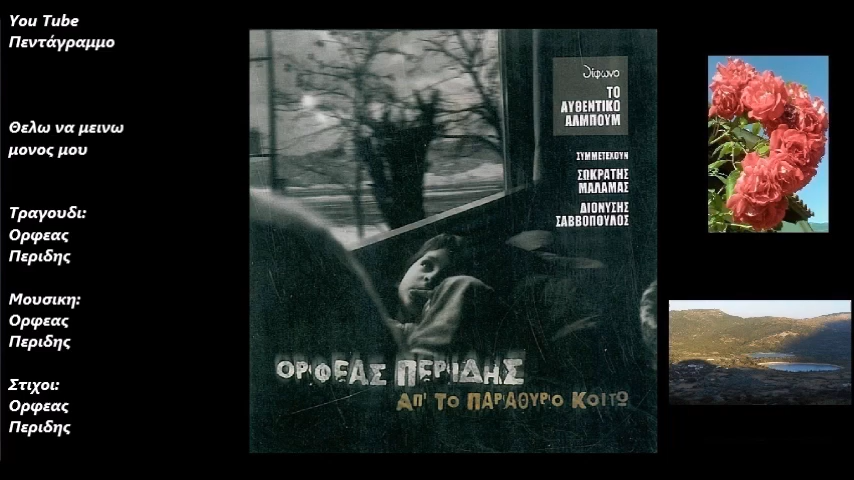 You Tube
Πεντάγραμμο
Θελω να μεινω
μονος μου
Τραγουδι:
Ορφεας
Περιδης
Μουσικη:
Ορφεας
Περιδης
Στιχοι:
Ορφεας
Περιδης
Δίφωνο
ΤΟ
ΑΥΘΕΝΤΙΚΟ
ΑΛΜΠΟΥΜ
ΣΥΜΜΕΤΕΧΟΥΝ
ΣΩΚΡΑΤΗΣ
ΜΑΛΑΜΑΣ
ΔΙΟΝΥΣΗΣ
ΣΑΒΒΟΠΟΥΛΟΣ
ΟΡΦΕΑΣ ΠΕΡΙΔΗΣ
ΑΠ' ΤΟ ΠΑΡΑΘΥΡΟ ΚΟΙΤΩ